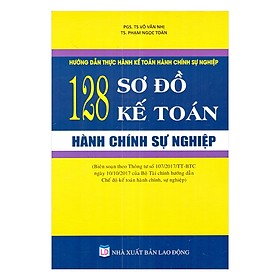 PGS. TS VÕ VĂN NHỊ
TS. PHẠM NGỌC TOÀN
HƯỚNG DẪN THỰC HÀNH KẾ TOÁN HÀNH CHÍNH SỰ NGHIỆP
128 SƠ ĐỒ
KẾ TOÁN
HÀNH CHÍNH SỰ NGHIỆP
(Biên soạn theo Thông tư số 107/2017/TT-BTC
ngày 10/10/2017 của Bộ Tài chính hướng dẫn
Chế độ kế toán hành chính, sự nghiệp)
NHÀ XUẤT BẢN LAO ĐỘNG